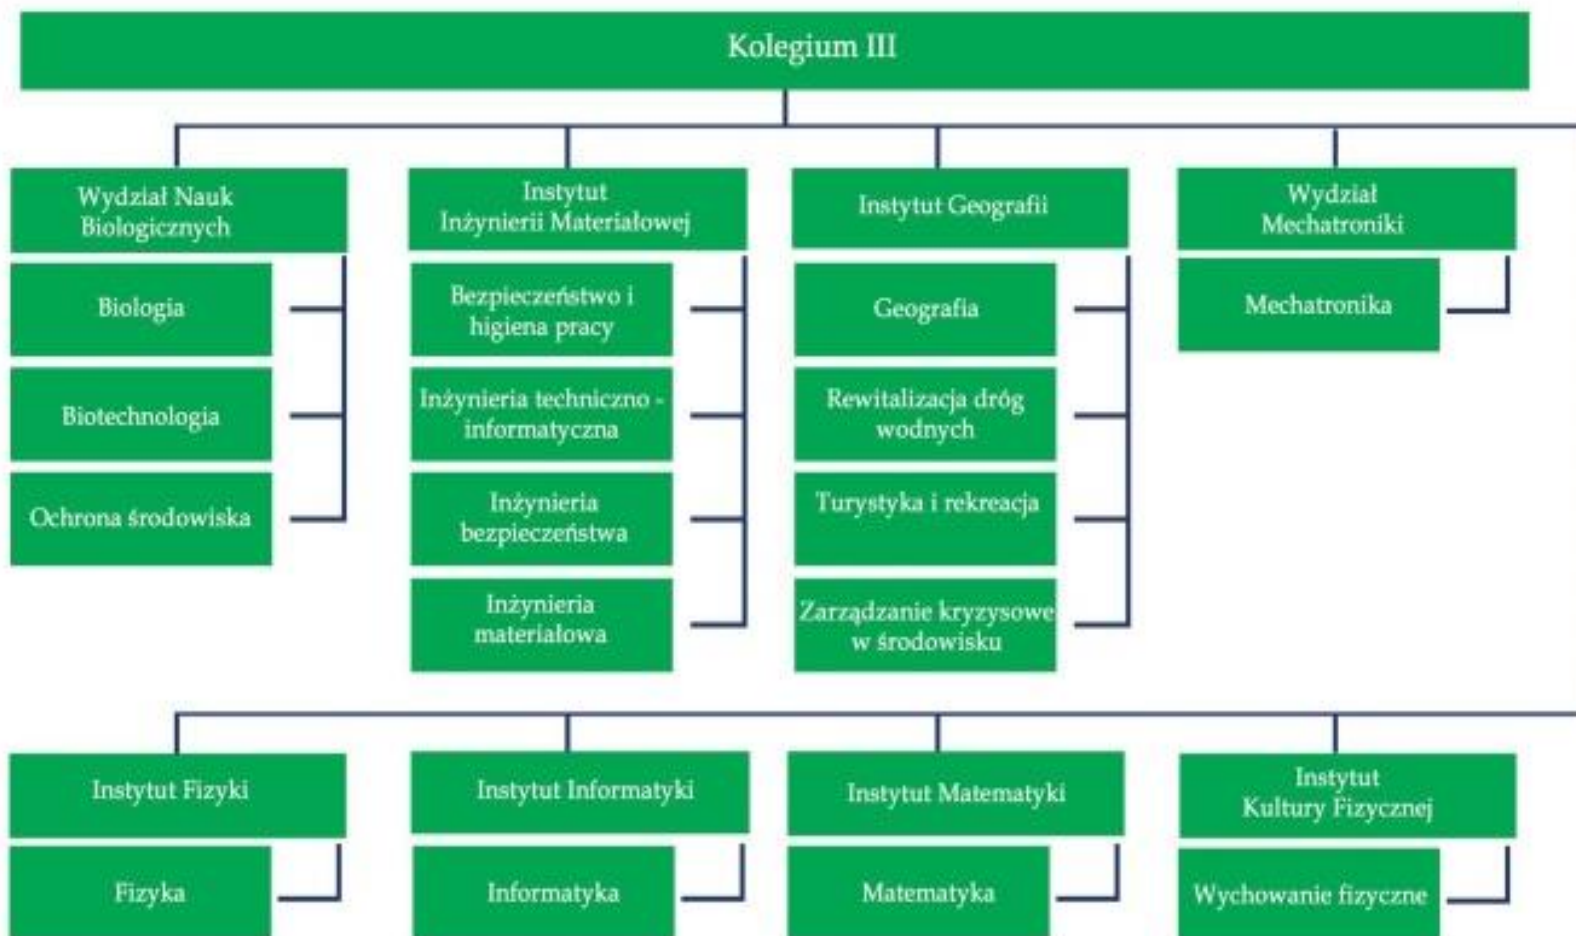 Kolegium III
Wydział Nauk
Biologicznych
Biologia
Biotechnologia
Ochrona środowiska
Instytut
Inżynierii Materiałowej
Bezpieczeństwo i
higiena pracy
Inżynieria techniczno -
informatyczna
Inżynieria
bezpieczeństwa
Inżynieria
materiałowa
Instytut Geografii
Geografia
Rewitalizacja dróg
wodnych
Turystyka i rekreacja
Zarządzanie kryzysowe
w środowisku
Wydział
Mechatroniki
Mechatronika
Instytut Fizyki
Fizyka
Instytut Informatyki
Informatyka
Instytut Matematyki
Matematyka
Instytut
Kultury Fizycznej
Wychowanie fizyczne